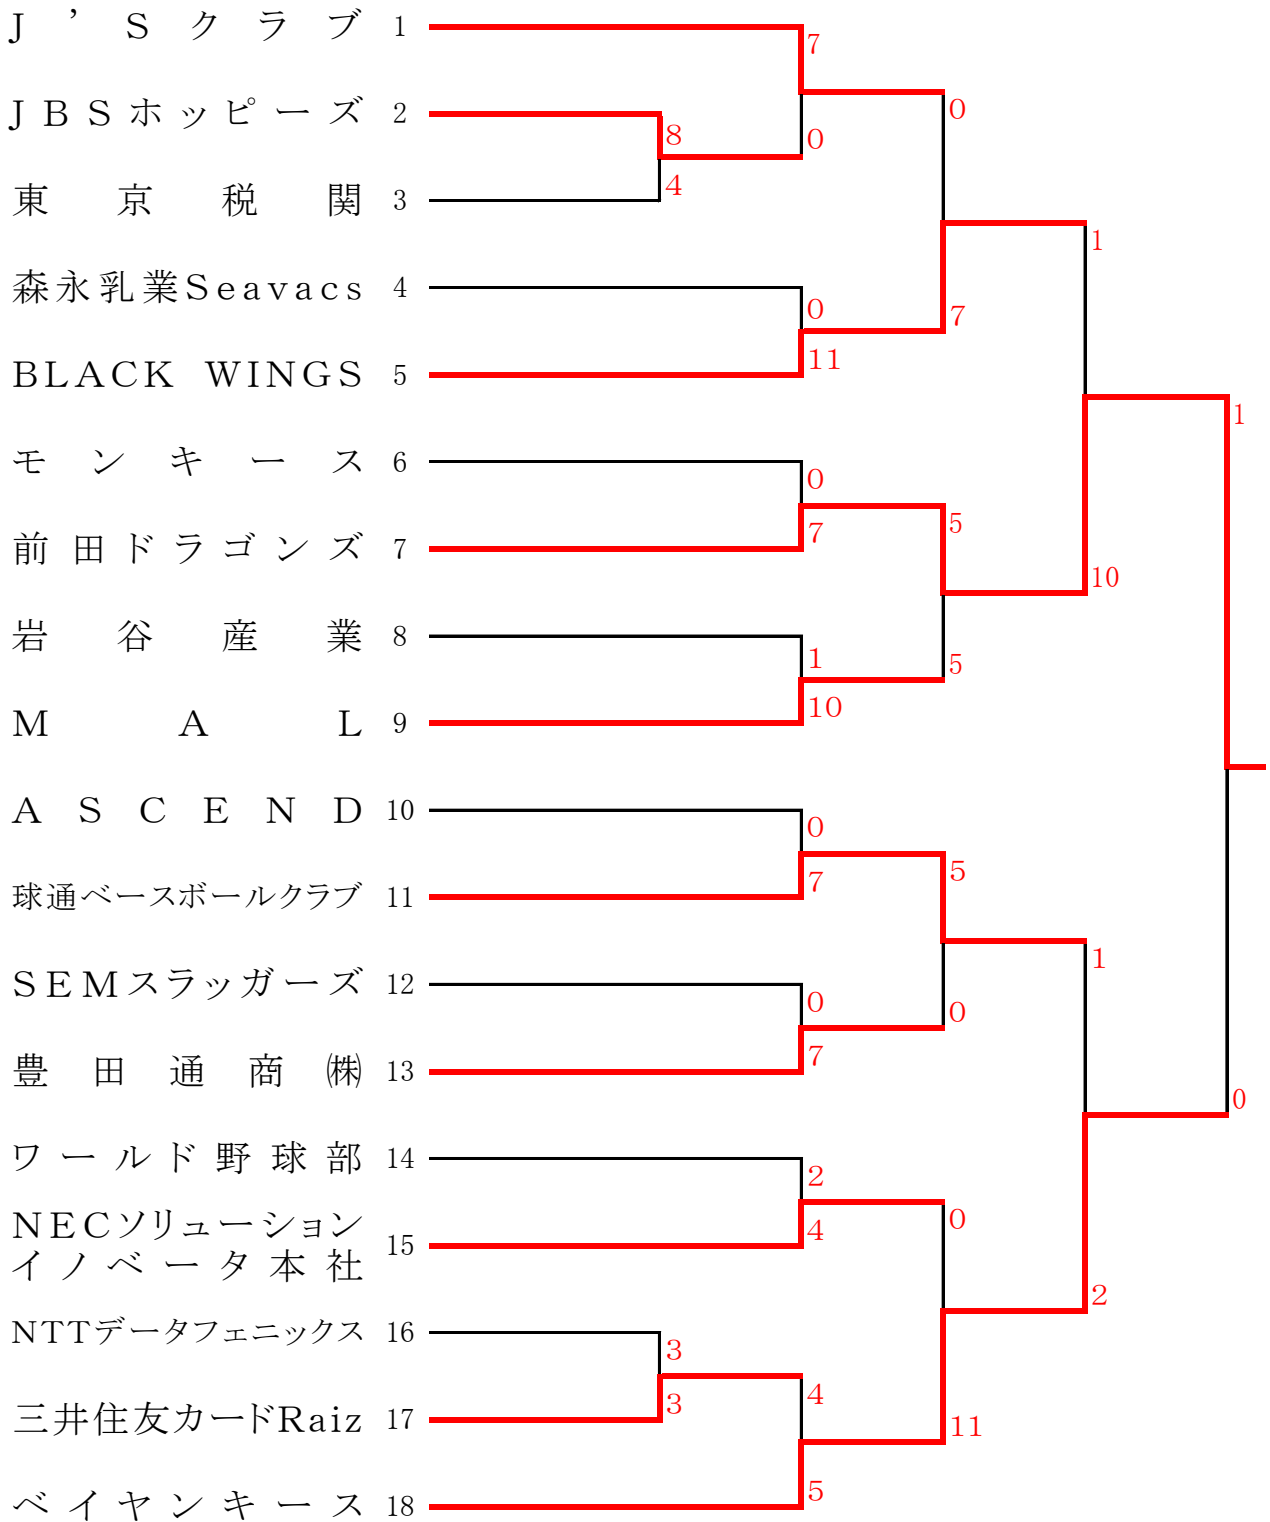 J’Sクラブ 1
7
0
JBSホッピーズ 2
8
0
4
東京税関 3
1
森永乳業Seavacs 4
0
7
11
BLACK WINGS 5
1
モンキース 6
0
5
7
前田ドラゴンズ 7
10
岩谷産業 8
1
5
10
MAL 9
ASCEND 10
0
5
7
球通ベースボールクラブ 11
1
SEMスラッガーズ 12
0
0
7
豊田通商㈱ 13
0
ワールド野球部 14
2
0
4
NECソリューション
イノベータ本社 15
2
NTTデータフェニックス 16
3
4
3
三井住友カードRaiz 17
11
5
ベイヤンキース 18